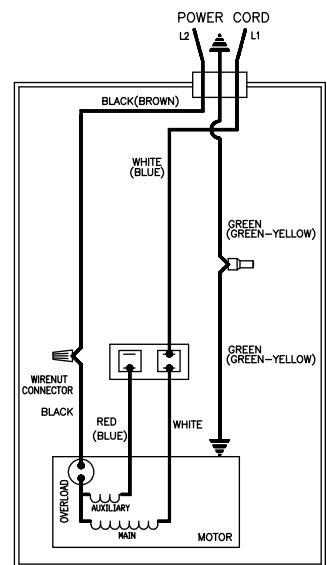 POWER CORD
L2
L1
BLACK(BROWN)
WHITE
(BLUE)
GREEN
(GREEN-YELLOW)
GREEN
(GREEN-YELLOW)
WIRENUT
CONNECTOR
BLACK
RED
(BLUE)
WHITE
OVERLOAD
AUXILIARY
MAIN
MOTOR